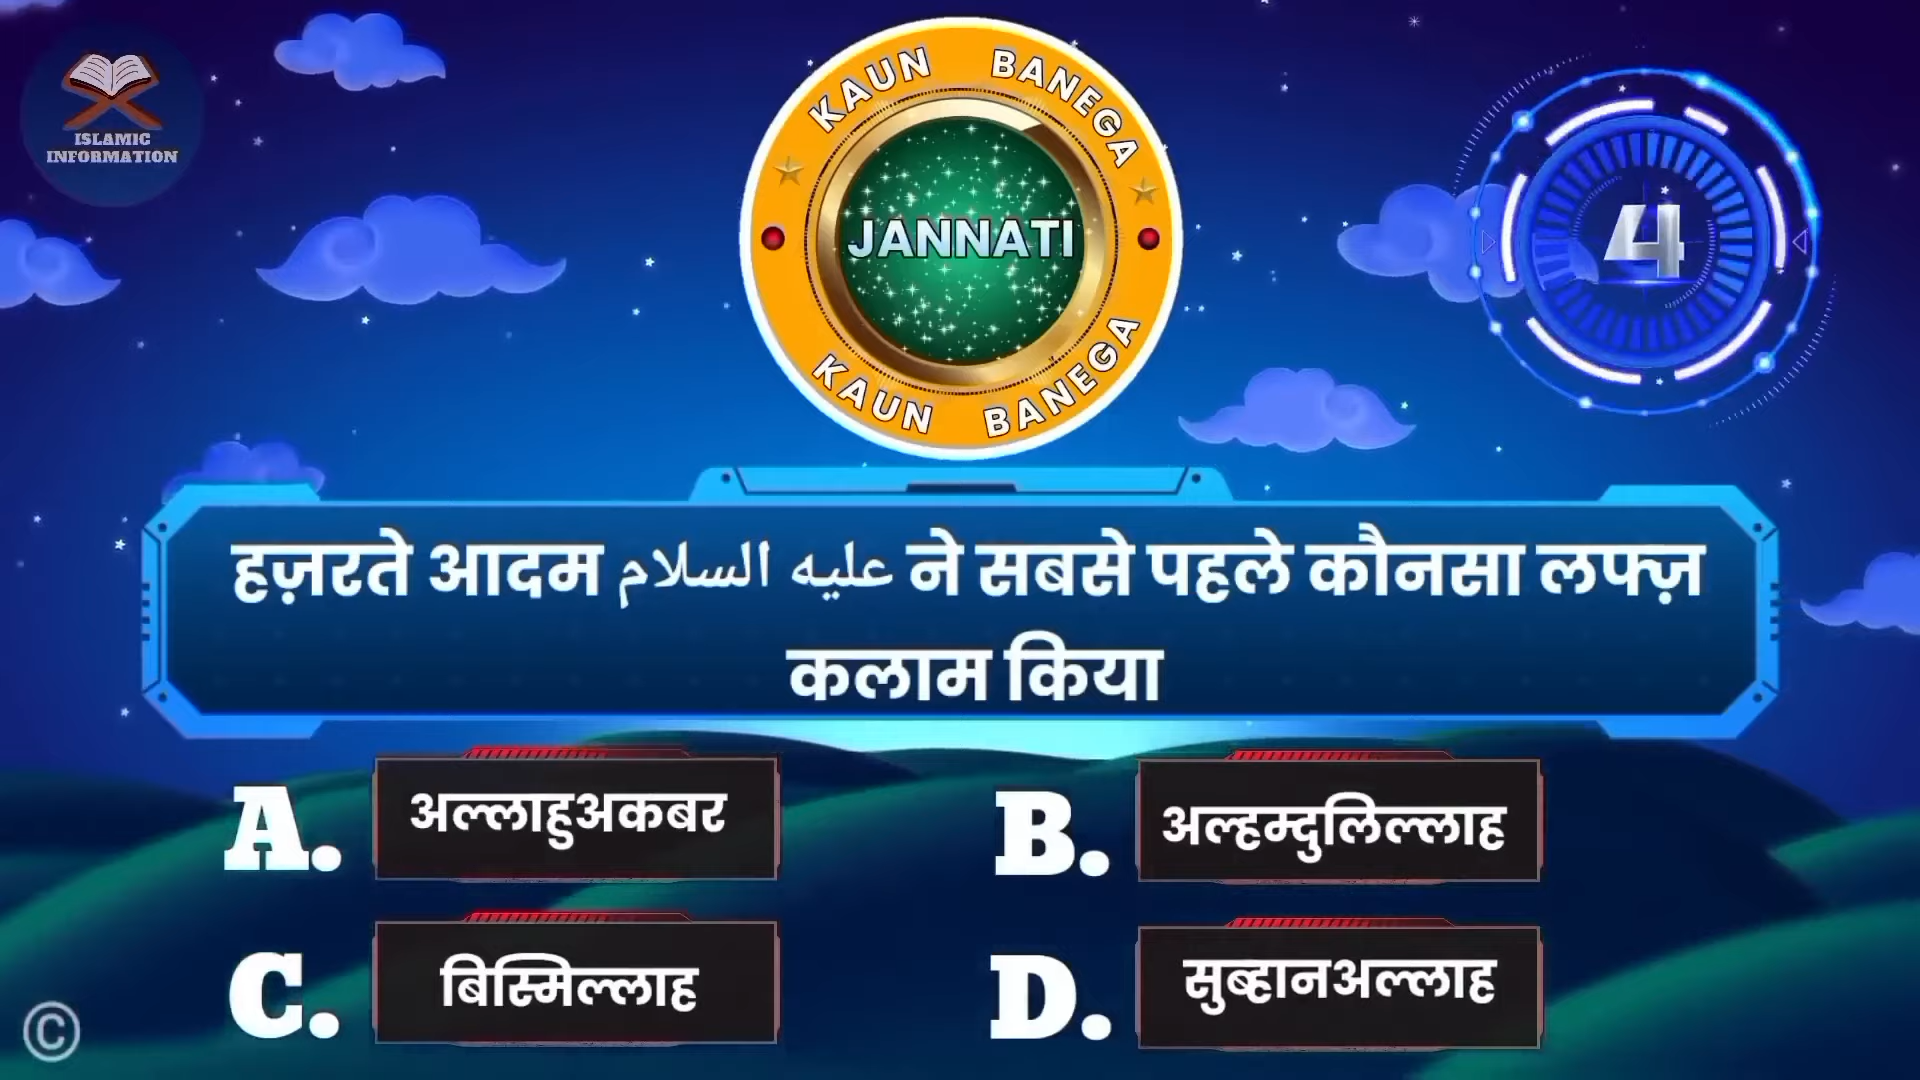 ISLAMIC
INFORMATION
KAUN BANEGA
JANNATI
KAUN BANEGA
4
हज़रते आदम عليه السلام ने सबसे पहले कौनसा लफ्ज़
कलाम किया
A. अल्लाहुअकबर
B. अल्हम्दुलिल्लाह
C. बिस्मिल्लाह
D. सुब्हानअल्लाह
©